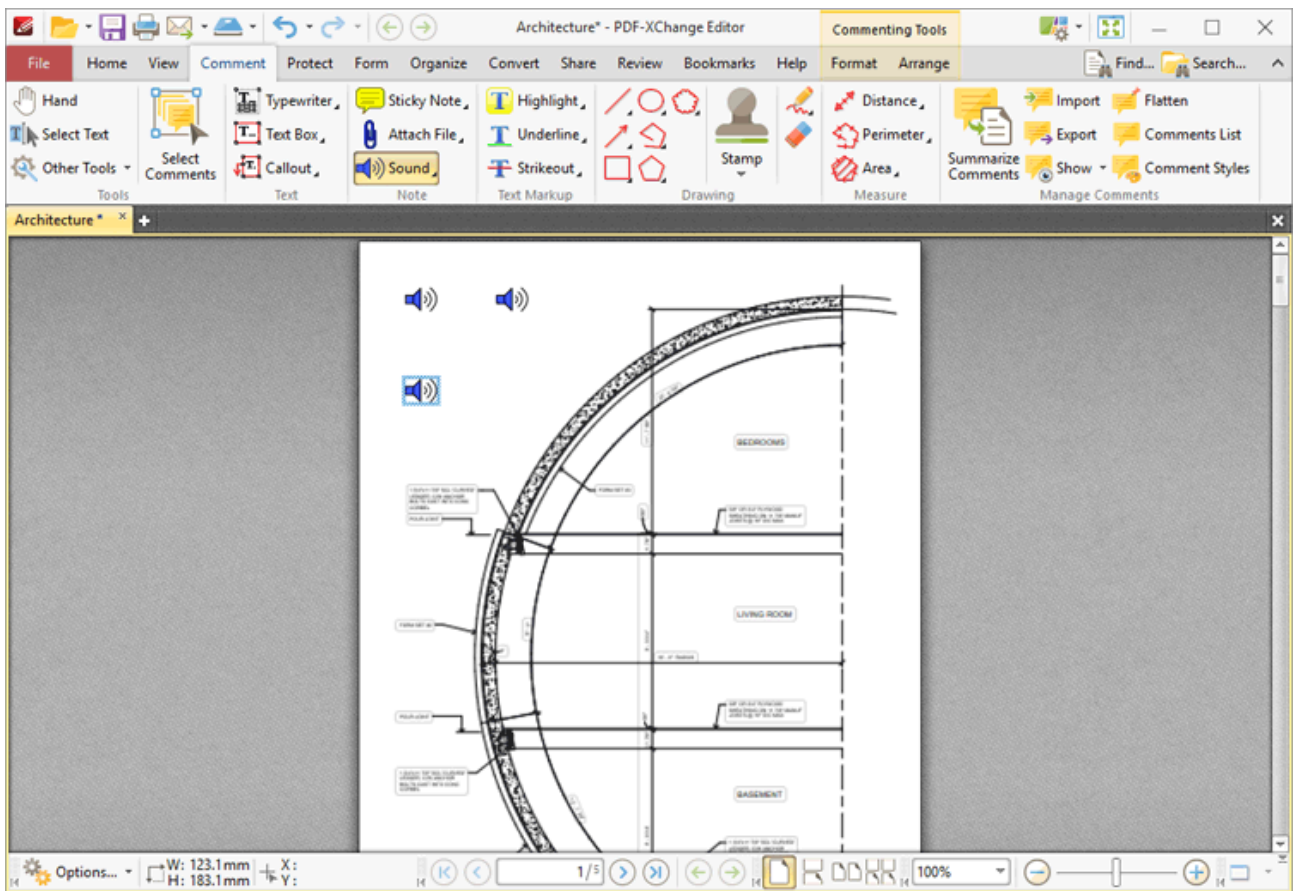 Architecture* - PDF-XChange Editor
Commenting Tools
File Home View Comment Protect Form Organize Convert Share Review Bookmarks Help Format Arrange Find... Search...
Hand Typewriter Sticky Note Highlight Distance Import Flatten
Select Text Text Box Attach File Underline Perimeter Export Comments List
Other Tools Select Comments Callout Sound Strikeout Stamp Area Summarize Comments Show Comment Styles
Tools Text Note Text Markup Drawing Measure Manage Comments
Architecture *
BEDROOMS
LIVING ROOM
BASEMENT
Options... W: 123.1mm X:
H: 183.1mm Y:
1/5
100%